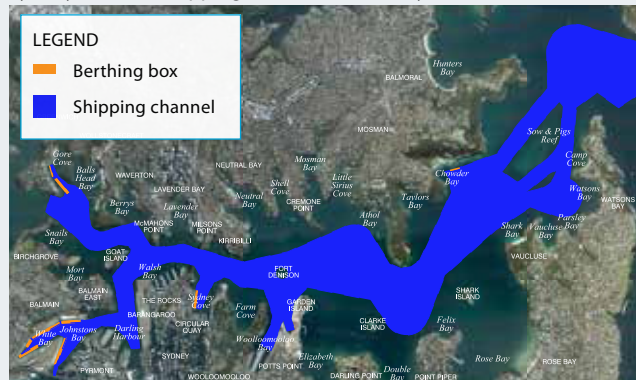 LEGEND
Berthing box
Shipping channel
Hunters
Bay
BALMORAL
MOSMAN
Sow & Pigs
Reef
Gore
Cove
Balls
Head
Bay
WAVERTON
NEUTRAL BAY
Mosman
Bay
Chowder
Bay
Camp
Cove
Berrys
Bay
LAVENDER BAY
Lavender
Bay
Neutral
Bay
Shell
Cove
CREMONE
POINT
Little
Sirius
Cove
Taylors
Bay
Watsons
Bay
WATSONS
BAY
McMAHONS
POINT
MILSONS
POINT
KIRRIBILLI
Athol
Bay
Parsley
Bay
Shark
Bay
Vaucluse
Bay
VAUCLUSE
Snails
Bay
BIRCHGROVE
GOAT
ISLAND
Mort
Bay
Walsh
Bay
FORT
DENISON
BALMAIN
EAST
BALMAIN
THE ROCKS
BARANGAROO
Sydney
Cove
Farm
Cove
GARDEN
ISLAND
SHARK
ISLAND
CLARKE
ISLAND
CIRCULAR
QUAY
White
Bay
Johnstons
Bay
Darling
Harbour
Woolloomooloo
Bay
Felix
Bay
SYDNEY
Elizabeth
Bay
Rose Bay
ROSE BAY
PYRMONT
POTTS POINT
WOOLOOMOOLOO
DARLING POINT
Double
Bay
POINT PIPER